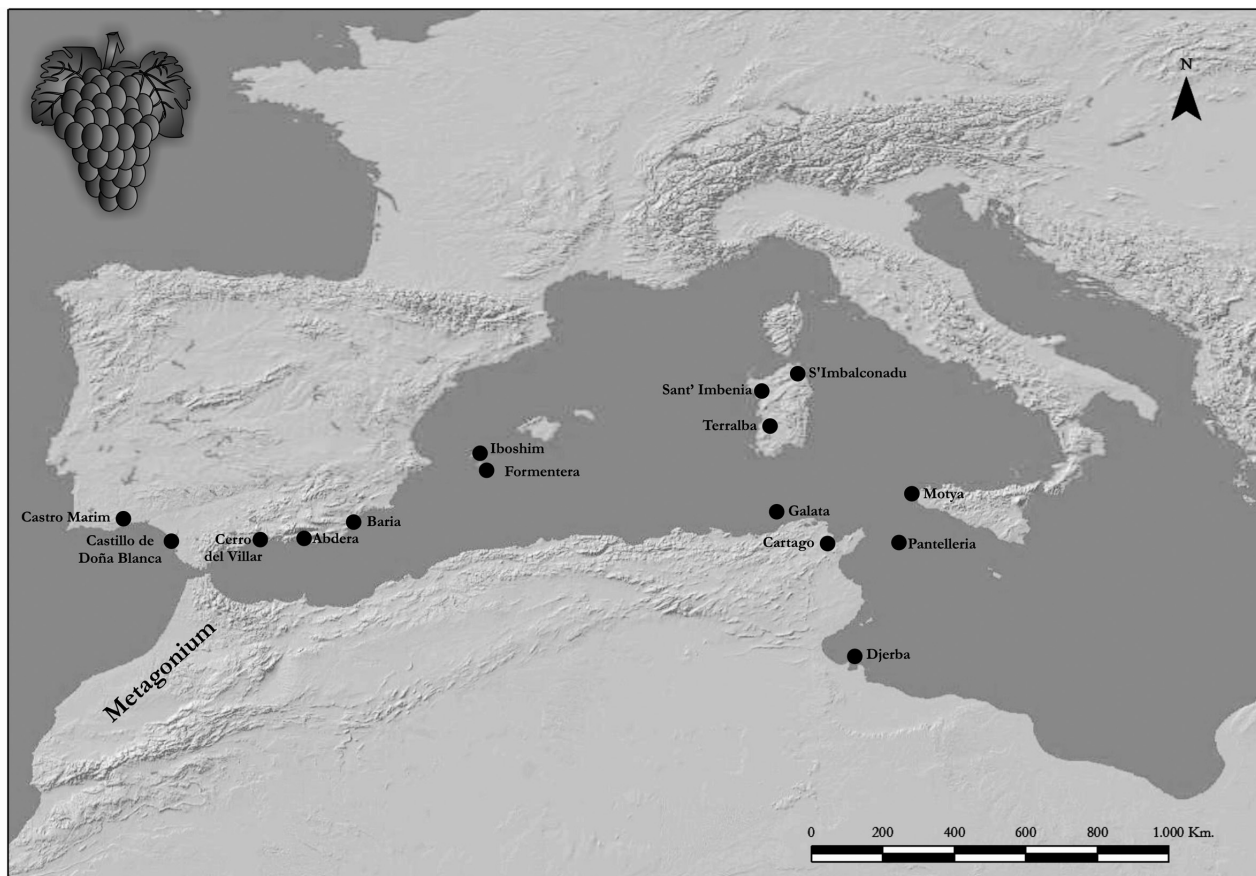 N
S'Imbalconadu
Sant' Imbenia
Terralba
Iboshim
Formentera
Motya
Galata
Castro Marim
Baria
Castillo de
Doña Blanca
Cerro
del Villar
Abdera
Cartago
Pantelleria
Metagonium
Djerba
0 200 400 600 800 1.000 Km.